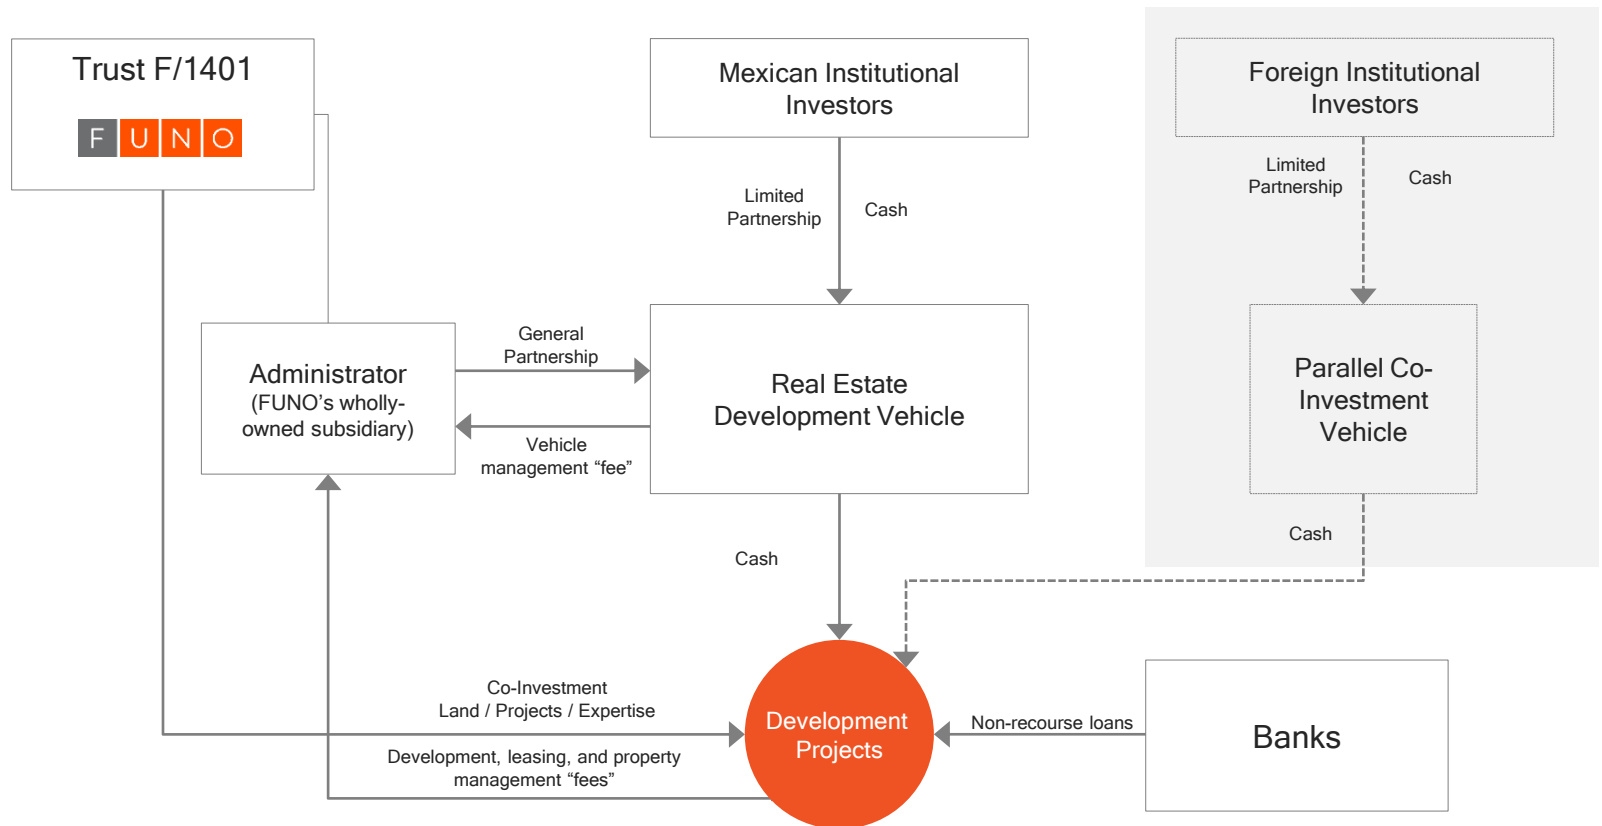 Trust F/1401
FUNO
Mexican Institutional
Investors
Foreign Institutional
Investors
Limited
Partnership
Cash
Limited
Partnership
Cash
General
Partnership
Administrator
(FUNO’s wholly-
owned subsidiary)
Real Estate
Development Vehicle
Parallel Co-
Investment
Vehicle
Vehicle
management “fee”
Cash
Cash
Co-Investment
Land / Projects / Expertise
Development
Projects
Non-recourse loans
Banks
Development, leasing, and property
management “fees”